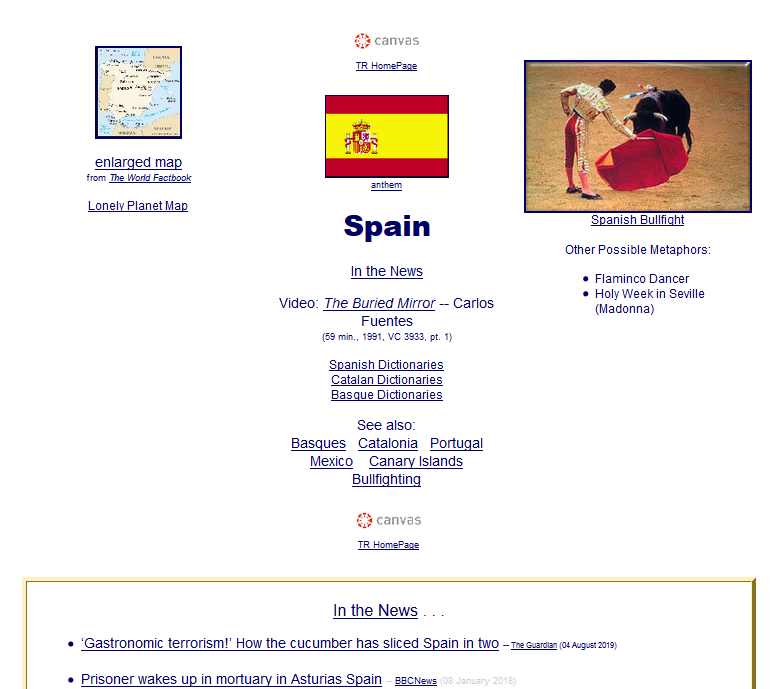 canvas
TR HomePage
enlarged map
from The World Factbook
Lonely Planet Map
anthem
Spanish Bullfight
Other Possible Metaphors:
Flaminco Dancer
Holy Week in Seville
(Madonna)
Spain
In the News
Video: The Buried Mirror -- Carlos
Fuentes
(59 min., 1991, VC 3933, pt. 1)
Spanish Dictionaries
Catalan Dictionaries
Basque Dictionaries
See also:
Basques Catalonia Portugal
Mexico Canary Islands
Bullfighting
canvas
TR HomePage
In the News . . .
‘Gastronomic terrorism!’ How the cucumber has sliced Spain in two -- The Guardian (04 August 2019)
Prisoner wakes up in mortuary in Asturias Spain -- BBCNews (08 January 2018)